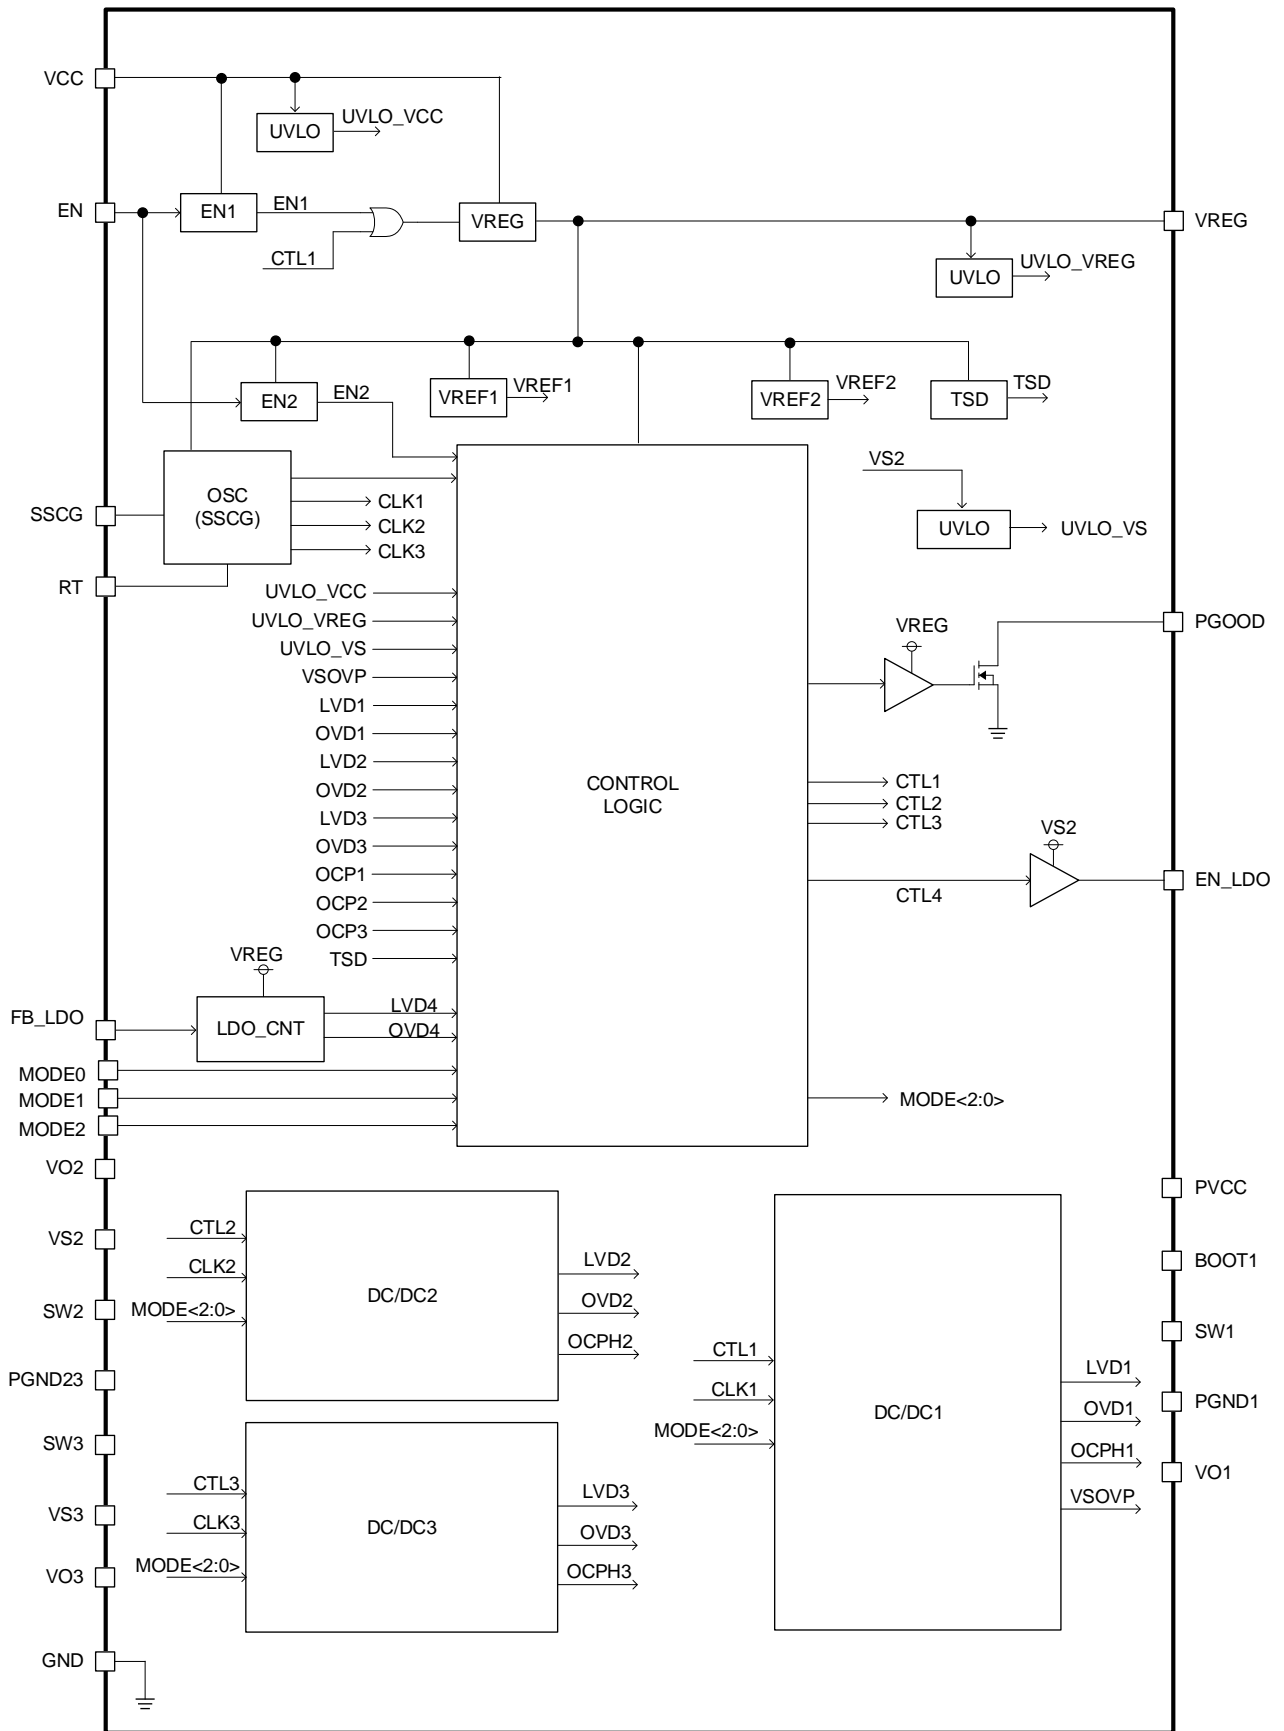 VCC
UVLO
UVLO_VCC
EN
EN1
EN1
CTL1
VREG
VREG
UVLO
UVLO_VREG
EN2
EN2
VREF1
VREF1
VREF2
VREF2
TSD
TSD
SSCG
OSC
(SSCG)
CLK1
CLK2
CLK3
RT
VS2
UVLO
UVLO_VS
UVLO_VCC
UVLO_VREG
UVLO_VS
VSOVP
LVD1
OVD1
LVD2
OVD2
LVD3
OVD3
OCP1
OCP2
OCP3
TSD
CONTROL
LOGIC
VREG
PGOOD
CTL1
CTL2
CTL3
CTL4
VS2
EN_LDO
VREG
FB_LDO
LDO_CNT
LVD4
OVD4
MODE0
MODE1
MODE2
MODE<2:0>
VO2
VS2
SW2
PGND23
SW3
VS3
VO3
GND
CTL2
CLK2
MODE<2:0>
DC/DC2
LVD2
OVD2
OCPH2
CTL3
CLK3
MODE<2:0>
DC/DC3
LVD3
OVD3
OCPH3
CTL1
CLK1
MODE<2:0>
DC/DC1
LVD1
OVD1
OCPH1
VSOVP
PVCC
BOOT1
SW1
PGND1
VO1